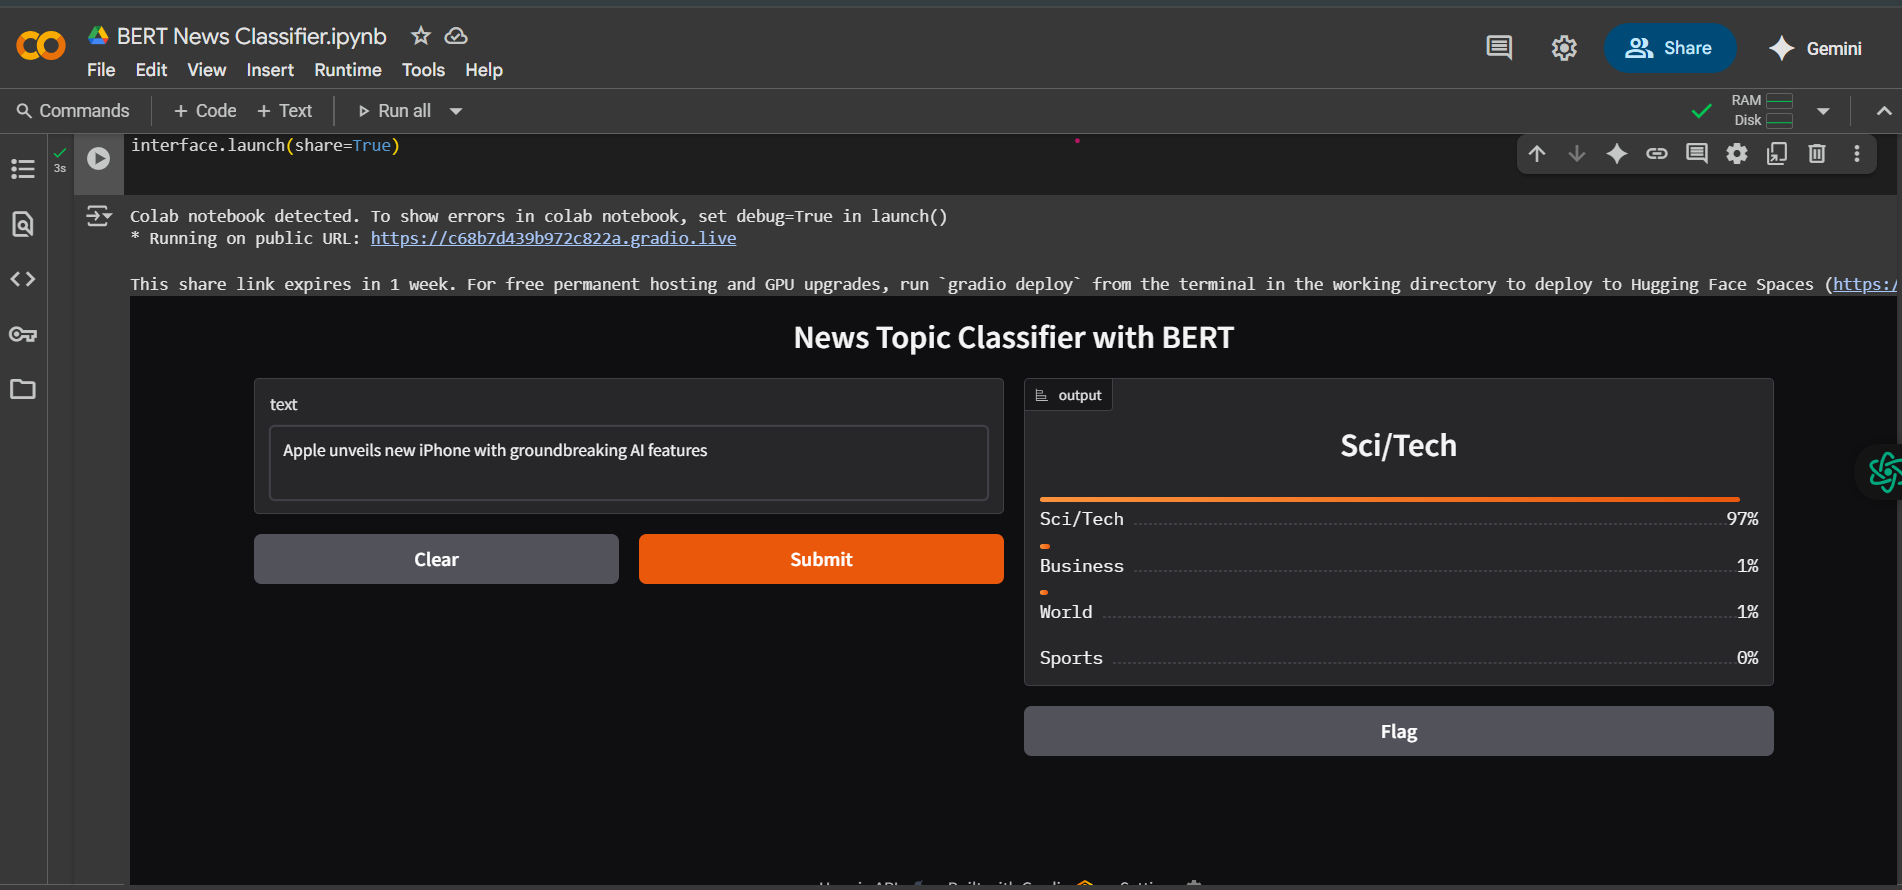 BERT News Classifier.ipynb
File Edit View Insert Runtime Tools Help
Share
Gemini
Commands + Code + Text Run all
RAM
Disk
3s
interface.launch(share=True)
Colab notebook detected. To show errors in colab notebook, set debug=True in launch()
* Running on public URL: https://c68b7d439b972c822a.gradio.live
This share link expires in 1 week. For free permanent hosting and GPU upgrades, run `gradio deploy` from the terminal in the working directory to deploy to Hugging Face Spaces (https:/
News Topic Classifier with BERT
text
Apple unveils new iPhone with groundbreaking AI features
Clear
Submit
output
Sci/Tech
Sci/Tech 97%
Business 1%
World 1%
Sports 0%
Flag